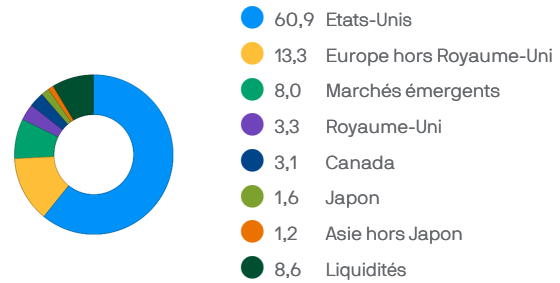 60,9 Etats-Unis
13,3 Europe hors Royaume-Uni
8,0 Marchés émergents
3,3 Royaume-Uni
3,1 Canada
1,6 Japon
1,2 Asie hors Japon
8,6 Liquidités